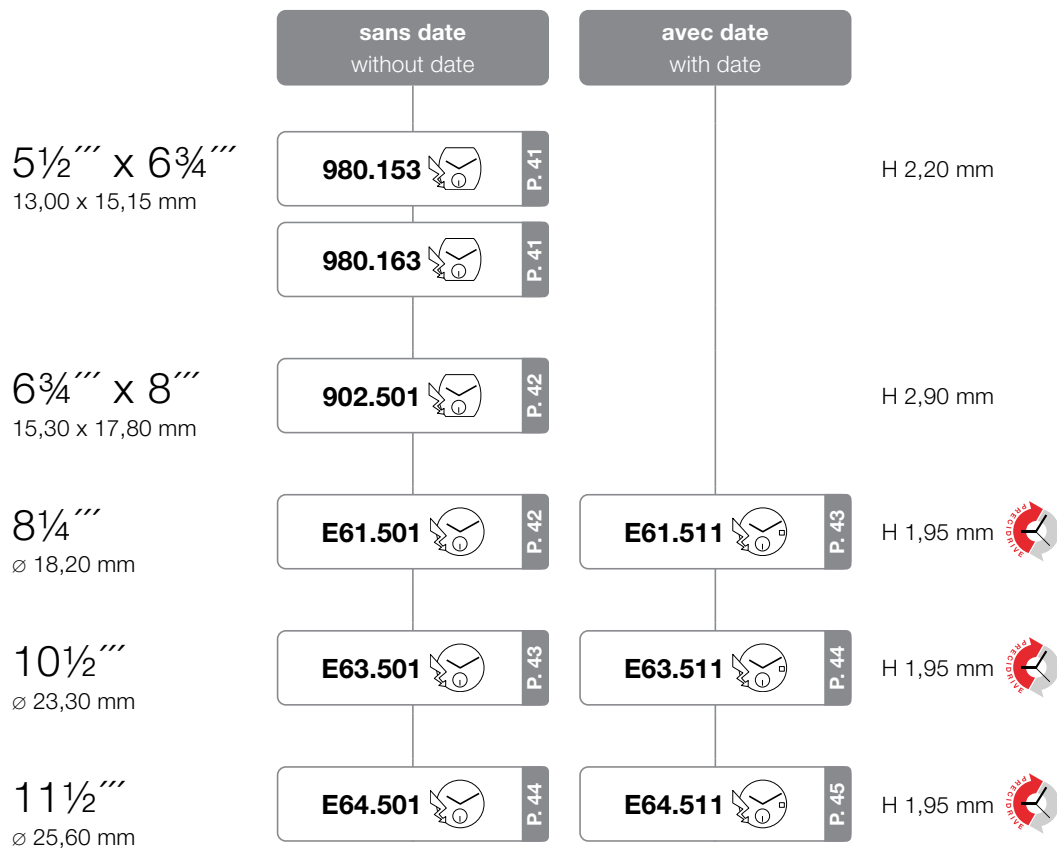 sans date
without date
avec date
with date
5½´´´ x 6¾´´´
13,00 x 15,15 mm
980.153
P. 41
H 2,20 mm
980.163
P. 41
6¾´´´ x 8´´´
15,30 x 17,80 mm
902.501
P. 42
H 2,90 mm
8¼´´´
⌀ 18,20 mm
E61.501
P. 42
E61.511
P. 43
H 1,95 mm
PRECIDRIVE
10½´´´
⌀ 23,30 mm
E63.501
P. 43
E63.511
P. 44
H 1,95 mm
PRECIDRIVE
11½´´´
⌀ 25,60 mm
E64.501
P. 44
E64.511
P. 45
H 1,95 mm
PRECIDRIVE